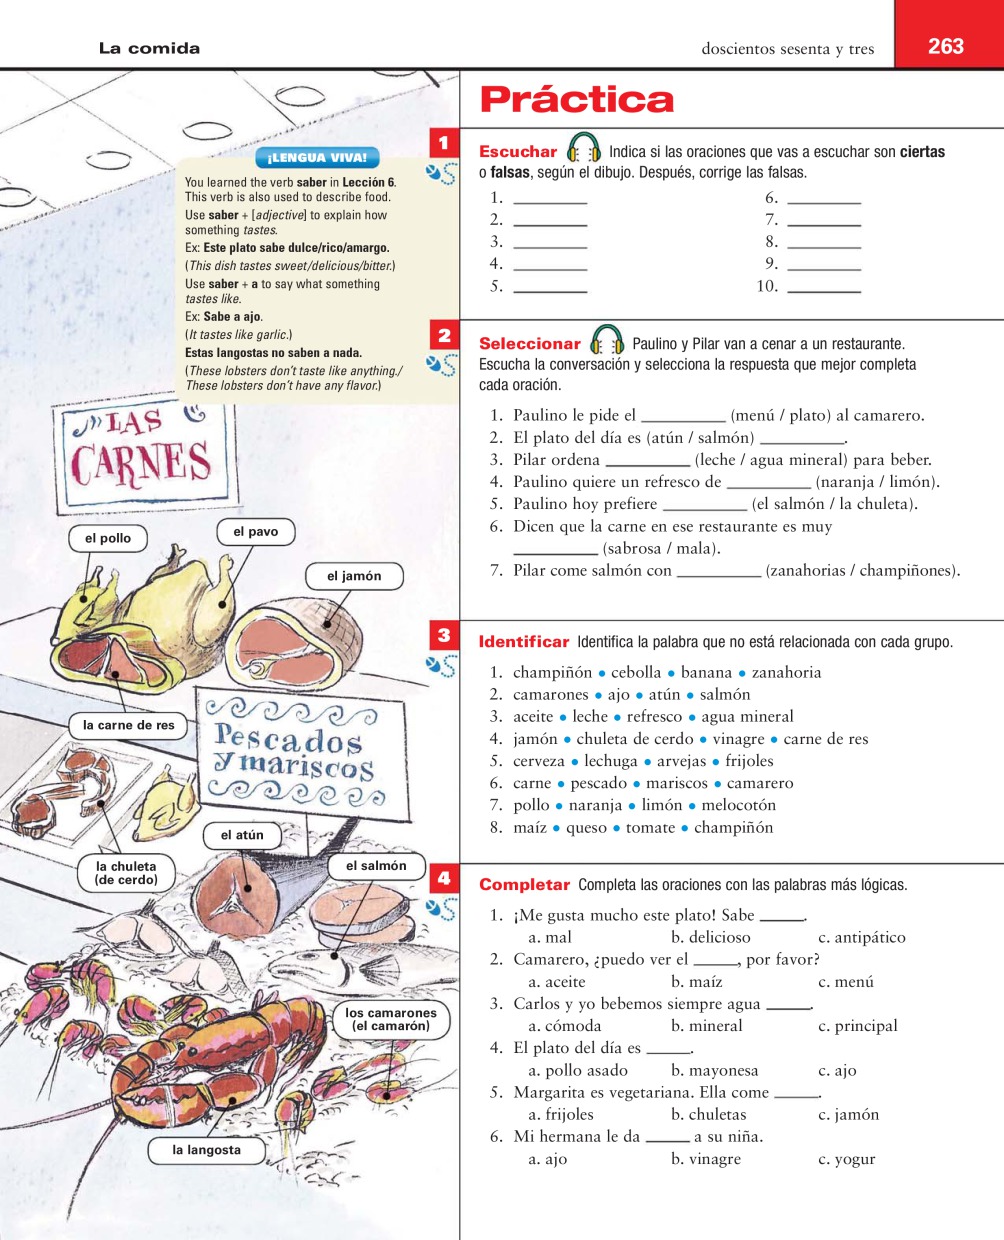 La comida
doscientos sesenta y tres
263
¡LENGUA VIVA!
You learned the verb saber in Lección 6.
This verb is also used to describe food.
Use saber + [adjective] to explain how
something tastes.
Ex: Este plato sabe dulce/rico/amargo.
(This dish tastes sweet/delicious/bitter.)
Use saber + a to say what something
tastes like.
Ex: Sabe a ajo.
(It tastes like garlic.)
Estas langostas no saben a nada.
(These lobsters don't taste like anything./
These lobsters don't have any flavor.)
LAS
CARNES
el pollo
el pavo
el jamón
la carne de res
Pescados
y mariscos
el atún
la chuleta
(de cerdo)
el salmón
los camarones
(el camarón)
la langosta
Práctica
1
Escuchar Indica si las oraciones que vas a escuchar son ciertas
o falsas, según el dibujo. Después, corrige las falsas.
1. ________ 6. ________
2. ________ 7. ________
3. ________ 8. ________
4. ________ 9. ________
5. ________ 10. ________
2
Seleccionar Paulino y Pilar van a cenar a un restaurante.
Escucha la conversación y selecciona la respuesta que mejor completa
cada oración.
1. Paulino le pide el _________ (menú / plato) al camarero.
2. El plato del día es (atún / salmón) _________.
3. Pilar ordena _________ (leche / agua mineral) para beber.
4. Paulino quiere un refresco de _________ (naranja / limón).
5. Paulino hoy prefiere _________ (el salmón / la chuleta).
6. Dicen que la carne en ese restaurante es muy
_________ (sabrosa / mala).
7. Pilar come salmón con _________ (zanahorias / champiñones).
3
Identificar Identifica la palabra que no está relacionada con cada grupo.
1. champiñón • cebolla • banana • zanahoria
2. camarones • ajo • atún • salmón
3. aceite • leche • refresco • agua mineral
4. jamón • chuleta de cerdo • vinagre • carne de res
5. cerveza • lechuga • arvejas • frijoles
6. carne • pescado • mariscos • camarero
7. pollo • naranja • limón • melocotón
8. maíz • queso • tomate • champiñón
4
Completar Completa las oraciones con las palabras más lógicas.
1. ¡Me gusta mucho este plato! Sabe _____.
a. mal b. delicioso c. antipático
2. Camarero, ¿puedo ver el _____, por favor?
a. aceite b. maíz c. menú
3. Carlos y yo bebemos siempre agua _____.
a. cómoda b. mineral c. principal
4. El plato del día es _____.
a. pollo asado b. mayonesa c. ajo
5. Margarita es vegetariana. Ella come _____.
a. frijoles b. chuletas c. jamón
6. Mi hermana le da _____ a su niña.
a. ajo b. vinagre c. yogur